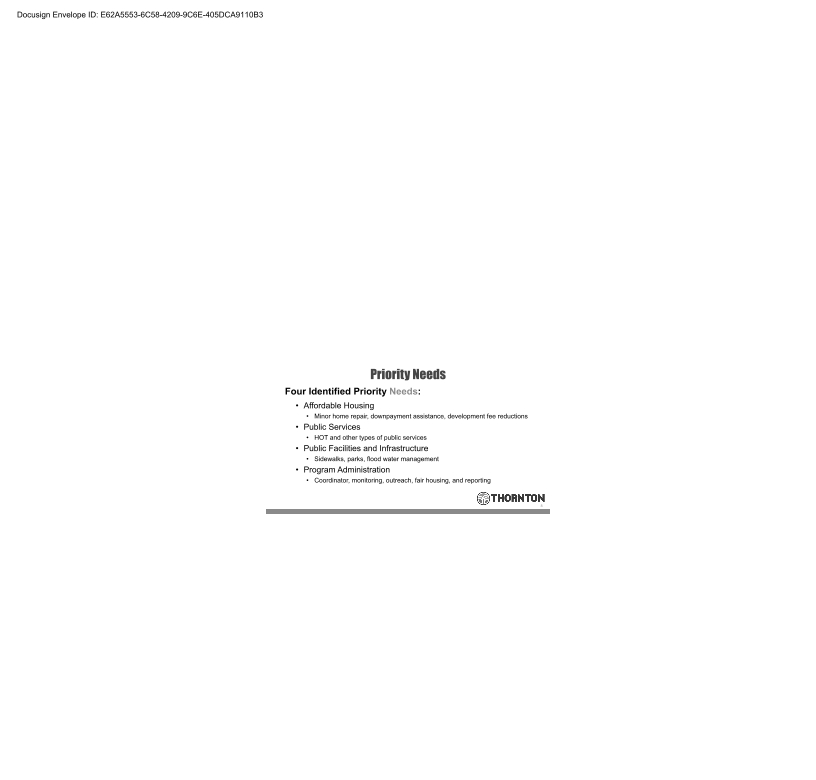 Docusign Envelope ID: E62A5553-6C58-4209-9C6E-405DCA9110B3
Priority Needs
Four Identified Priority Needs:
• Affordable Housing
• Minor home repair, downpayment assistance, development fee reductions
• Public Services
• HOT and other types of public services
• Public Facilities and Infrastructure
• Sidewalks, parks, flood water management
• Program Administration
• Coordinator, monitoring, outreach, fair housing, and reporting
THORNTON